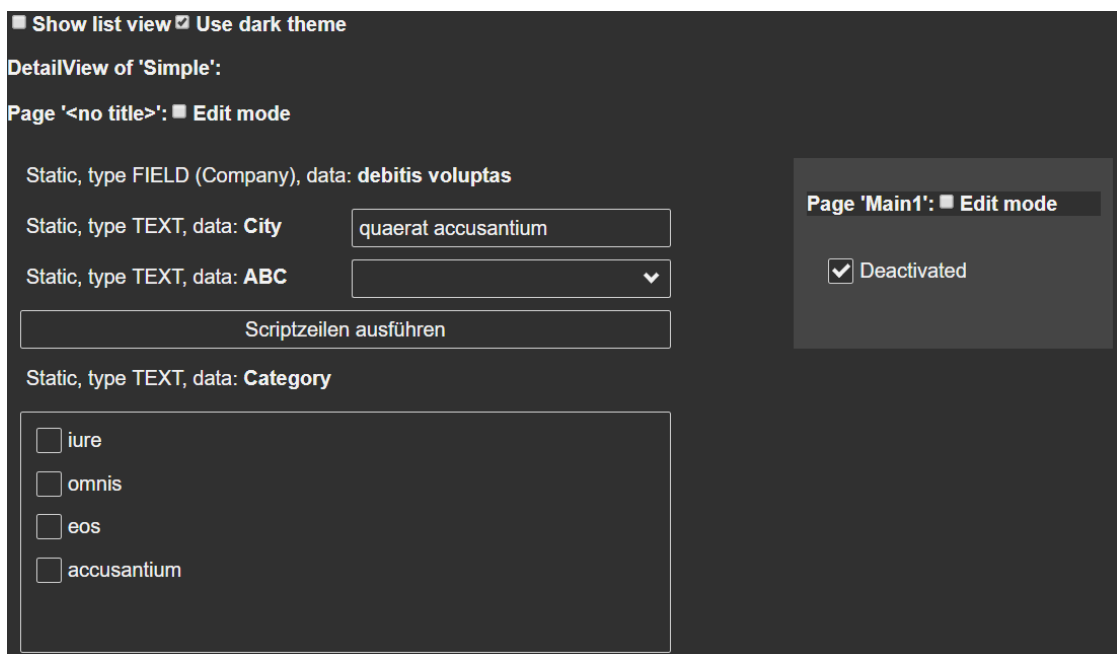 Show list view Use dark theme
DetailView of 'Simple':
Page '<no title>': Edit mode
Static, type FIELD (Company), data: debitis voluptas
Static, type TEXT, data: City quaerat accusantium
Static, type TEXT, data: ABC
Scriptzeilen ausführen
Static, type TEXT, data: Category
iure
omnis
eos
accusantium
Page 'Main1': Edit mode
Deactivated